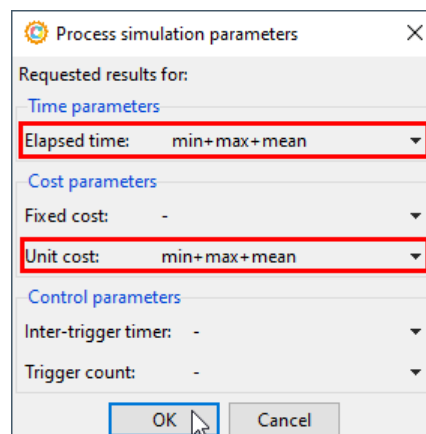 Process simulation parameters
Requested results for:
Time parameters
Elapsed time: min+max+mean
Cost parameters
Fixed cost: -
Unit cost: min+max+mean
Control parameters
Inter-trigger timer: -
Trigger count: -
OK Cancel